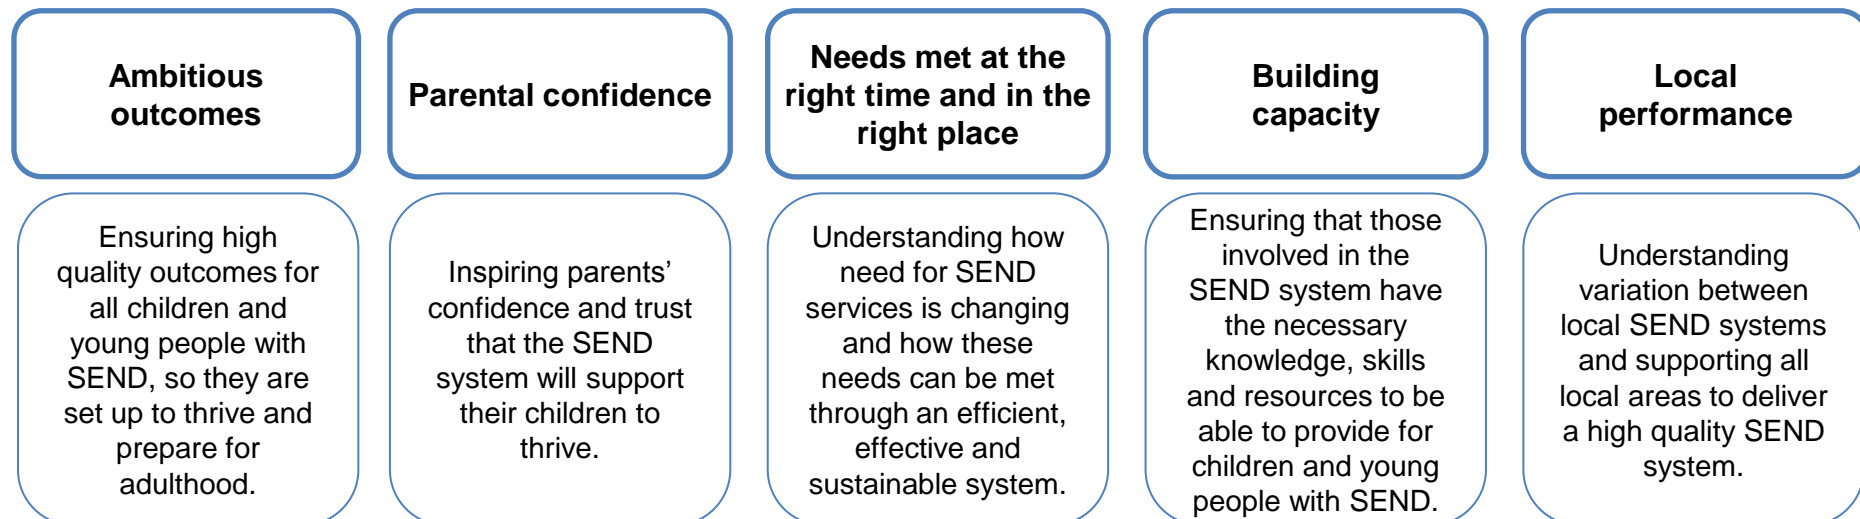 Ambitious
outcomes
Parental confidence
Needs met at the
right time and in the
right place
Building
capacity
Local
performance
Ensuring high
quality outcomes for
all children and
young people with
SEND, so they are
set up to thrive and
prepare for
adulthood.
Inspiring parents’
confidence and trust
that the SEND
system will support
their children to
thrive.
Understanding how
need for SEND
services is changing
and how these
needs can be met
through an efficient,
effective and
sustainable system.
Ensuring that those
involved in the
SEND system have
the necessary
knowledge, skills
and resources to be
able to provide for
children and young
people with SEND.
Understanding
variation between
local SEND systems
and supporting all
local areas to deliver
a high quality SEND
system.